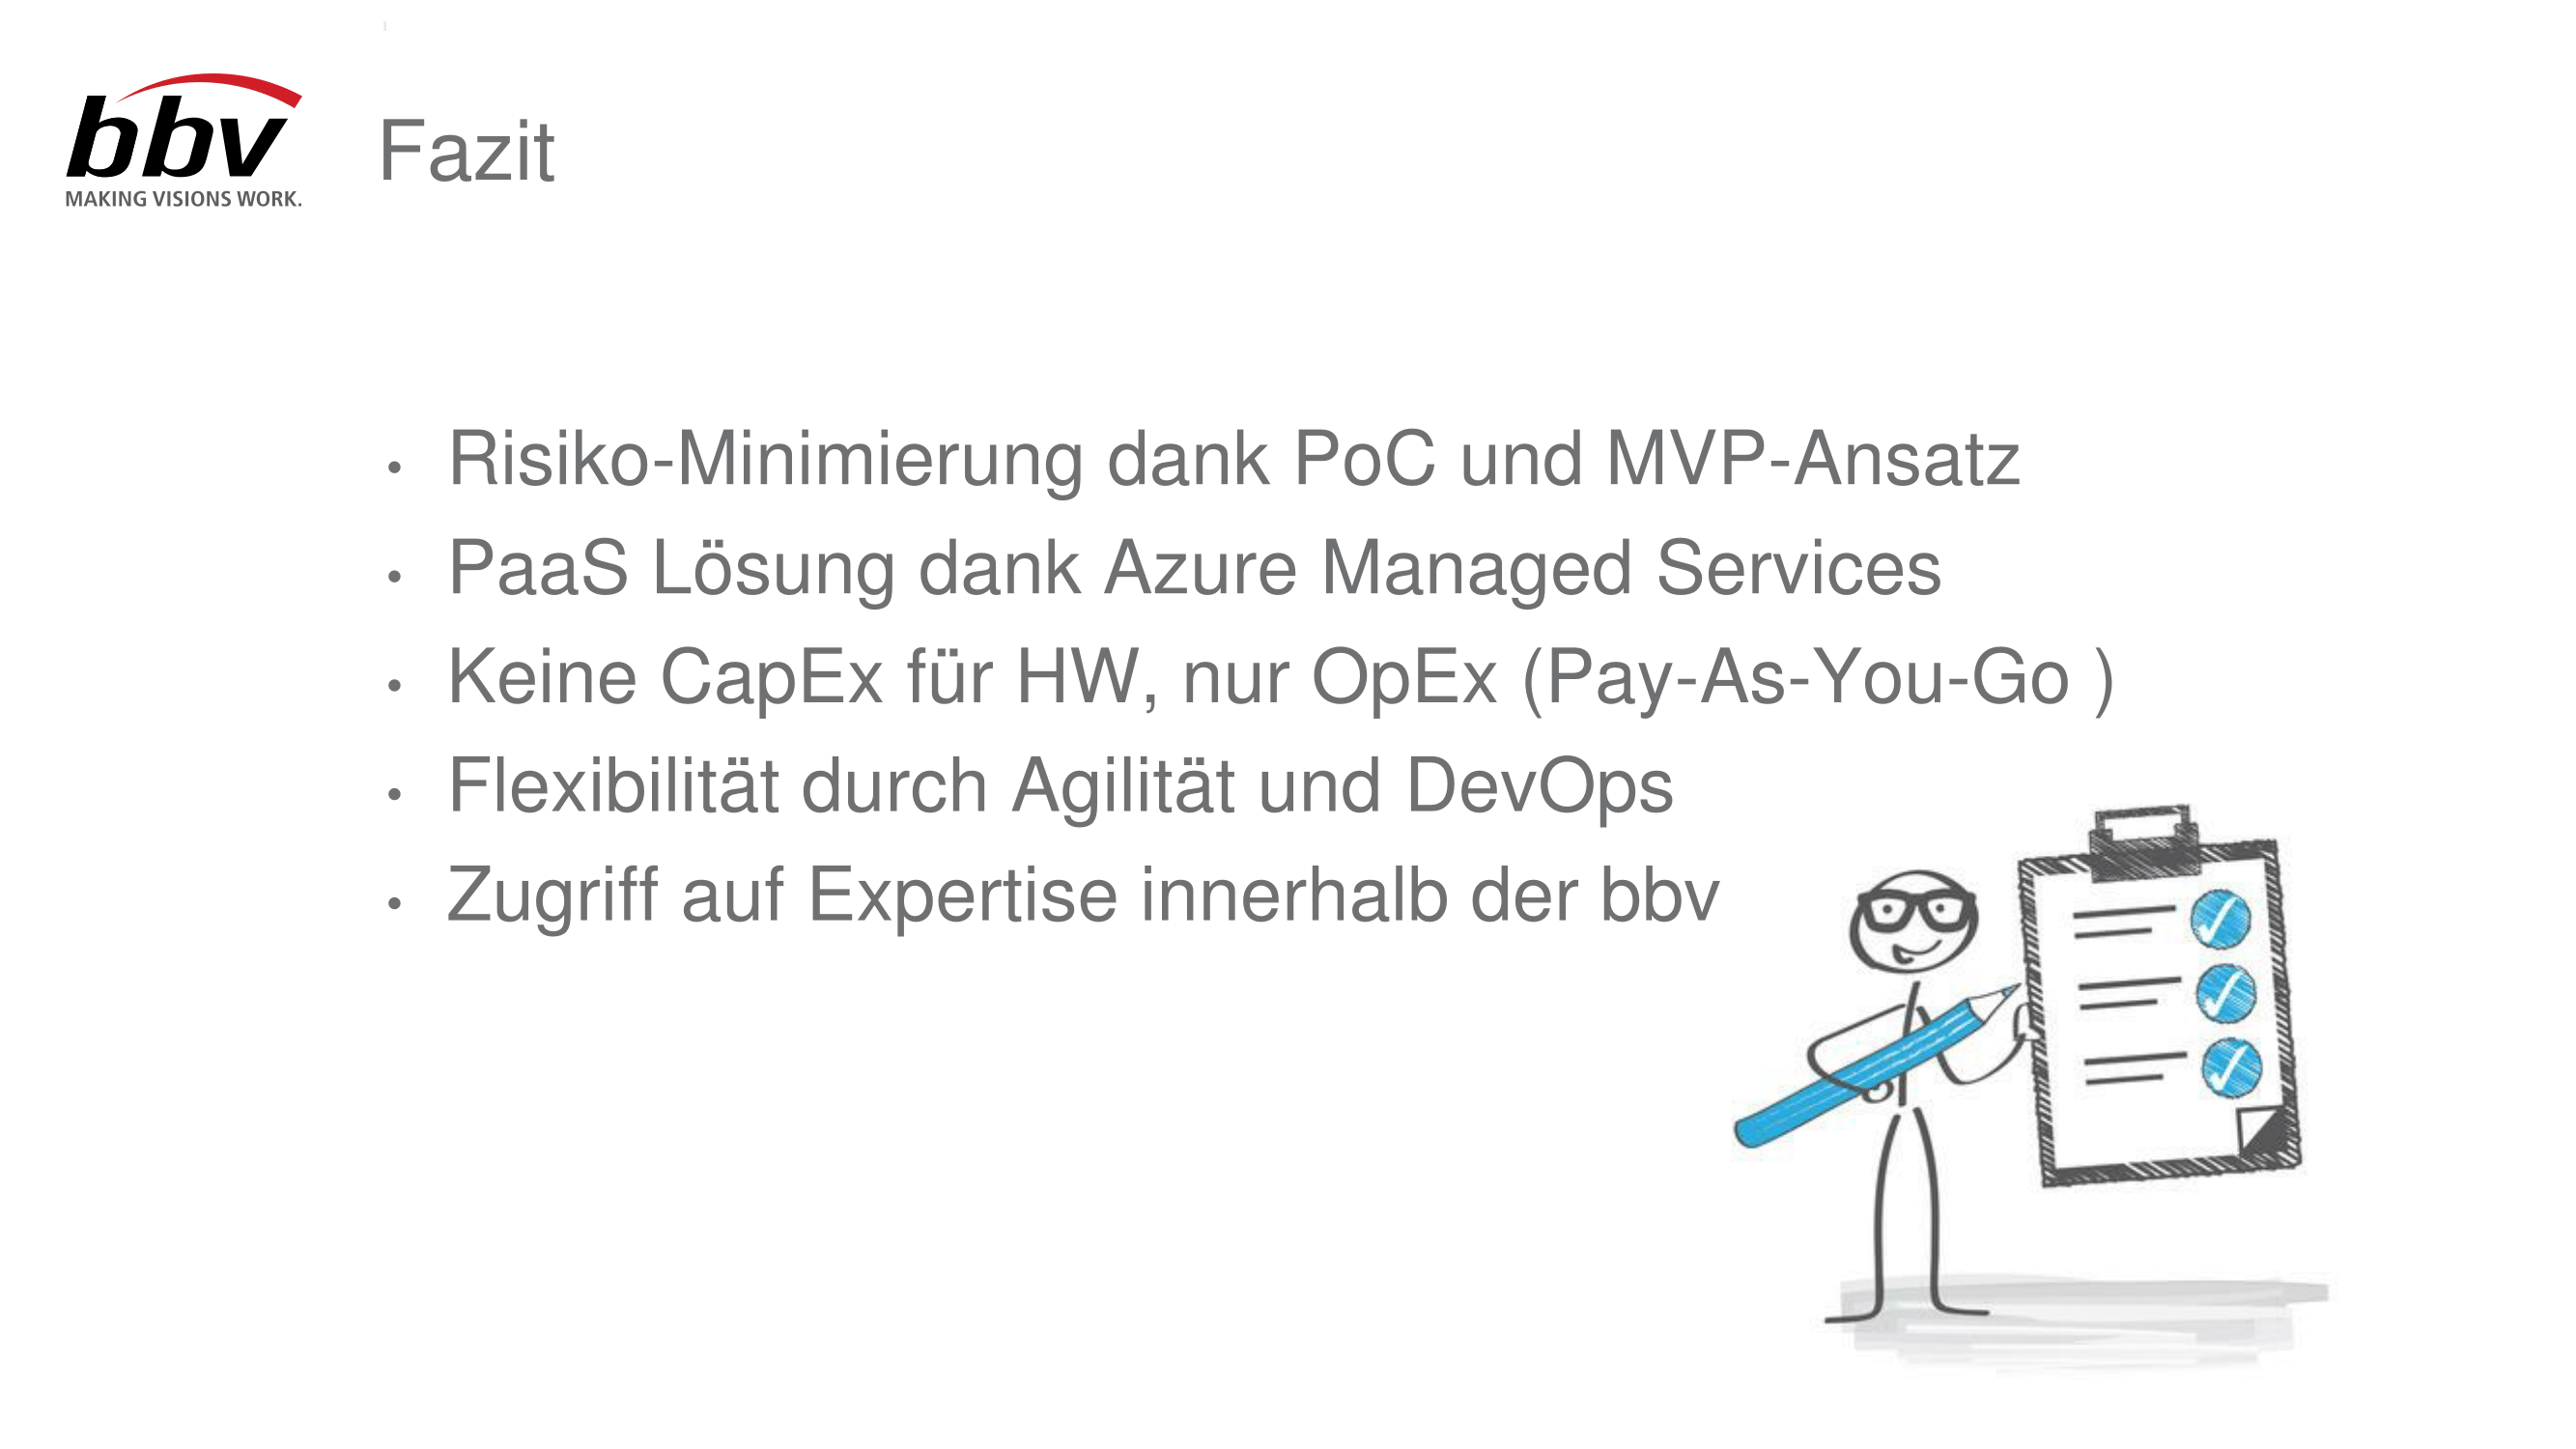 bbv
MAKING VISIONS WORK.
Fazit
• Risiko-Minimierung dank PoC und MVP-Ansatz
• PaaS Lösung dank Azure Managed Services
• Keine CapEx für HW, nur OpEx (Pay-As-You-Go )
• Flexibilität durch Agilität und DevOps
• Zugriff auf Expertise innerhalb der bbv